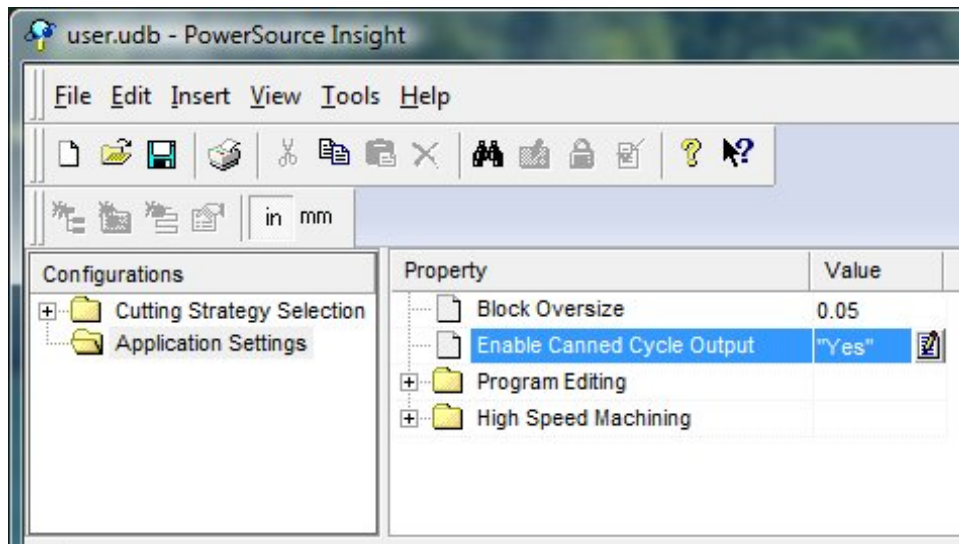 user.udb - PowerSource Insight
File Edit Insert View Tools Help
in mm
Configurations
Cutting Strategy Selection
Application Settings
Property Value
Block Oversize 0.05
Enable Canned Cycle Output "Yes"
Program Editing
High Speed Machining